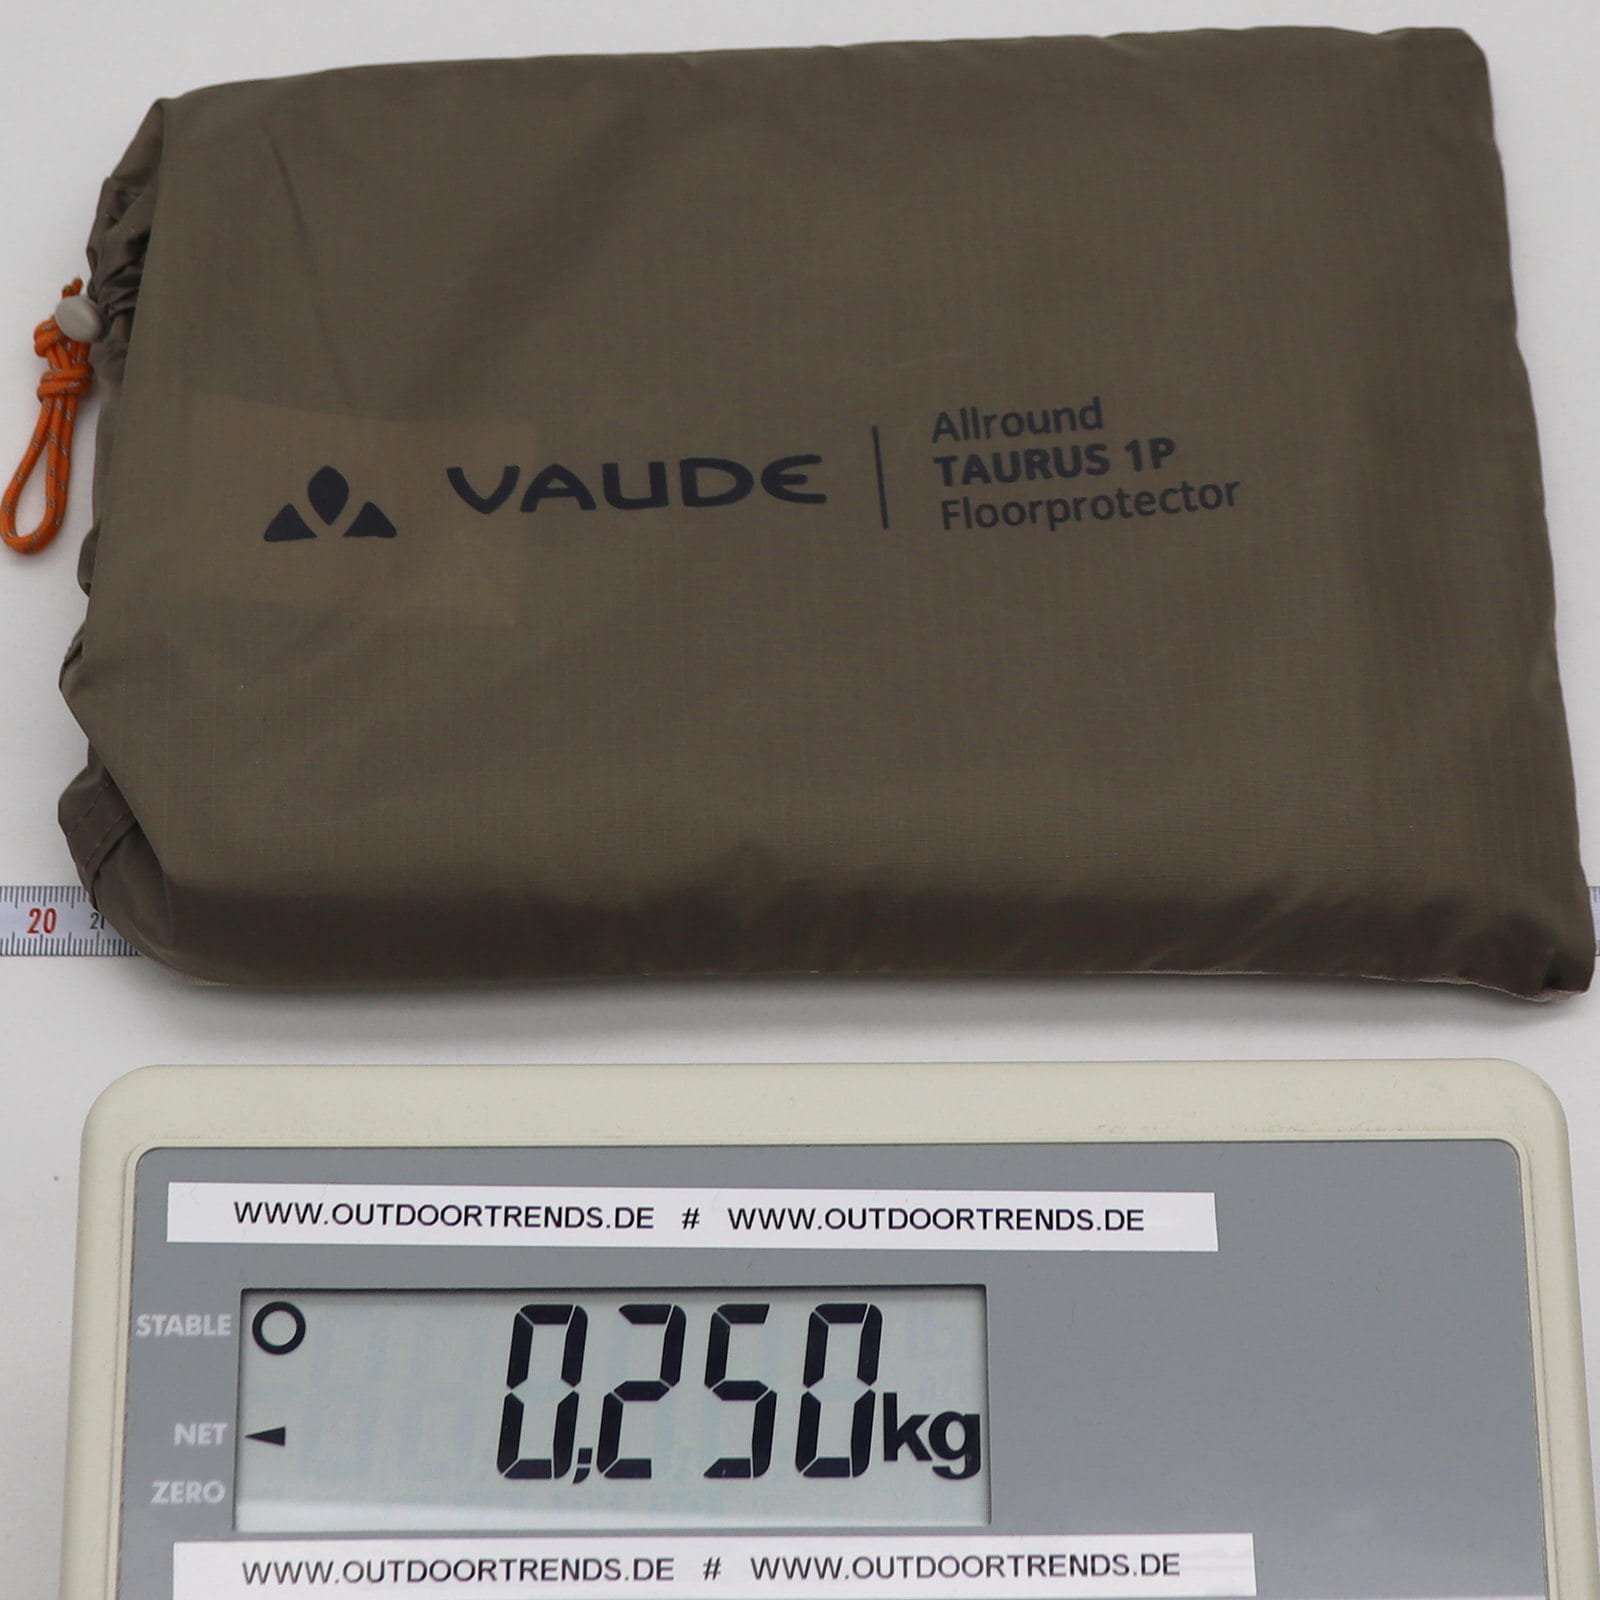 VAUDE
Allround
TAURUS 1P
Floorprotector
20 21
WWW.OUTDOORTRENDS.DE # WWW.OUTDOORTRENDS.DE
STABLE
0,250kg
NET
ZERO
WWW.OUTDOORTRENDS.DE # WWW.OUTDOORTRENDS.DE